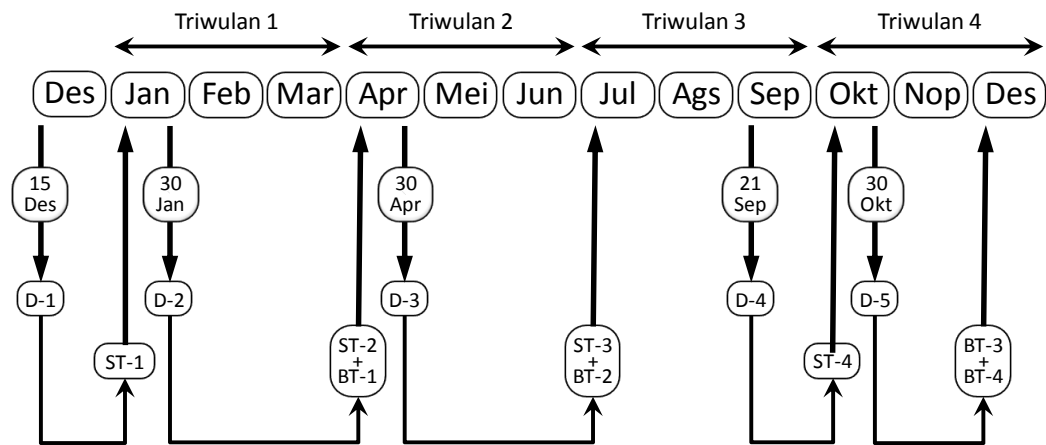 Triwulan 1
Triwulan 2
Triwulan 3
Triwulan 4
Des
Jan
Feb
Mar
Apr
Mei
Jun
Jul
Ags
Sep
Okt
Nop
Des
15
Des
30
Jan
30
Apr
21
Sep
30
Okt
D-1
D-2
D-3
D-4
D-5
ST-1
ST-2
+
BT-1
ST-3
+
BT-2
ST-4
BT-3
+
BT-4